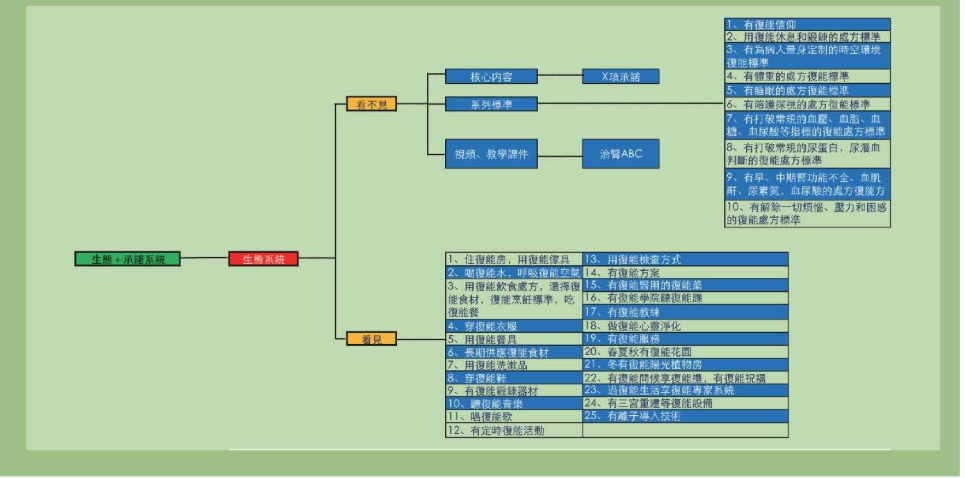 生態+承諾系統
生態系統
看不見
核心內容
X項承諾
系列標準
視頻、教學課件
治腎ABC
1、有復能信仰
2、用復能休息和鍛鍊的處方標準
3、有為病人量身定制的時空環境
復能標準
4、有體重的處方復能標準
5、有睡眠的處方復能標準
6、有陪護探視的處方復能標準
7、有打破常規的血壓、血脂、血
糖、血尿酸等指標的復能處方標準
8、有打破常規的尿蛋白，尿潛血
判斷的復能處方標準
9、有早、中期腎功能不全、血肌
酐、尿素氮，血尿酸的處方復能方
10、有解除一切煩惱、壓力和困惑
的復能處方標準
看見
1、住復能房，用復能傢具
2、喝復能水，呼吸復能空氣
3、用復能飲食處方，選擇復
能食材，復能烹飪標準，吃
復能餐
4、穿復能衣服
5、用復能餐具
6、長期供應復能食材
7、用復能洗漱品
8、穿復能鞋
9、有復能鍛鍊器材
10、聽復能音樂
11、唱復能歌
12、有定時復能活動
13、用復能檢查方式
14、有復能方案
15、有復能醫用的復能藥
16、有復能學院聽復能課
17、有復能教練
18、做復能心靈淨化
19、有復能服務
20、春夏秋有復能花園
21、冬有復能陽光植物房
22、有復能問候享復能禮，有復能祝福
23、過復能生活享復能專家系統
24、有三宮重建等復能設備
25、有離子導入技術